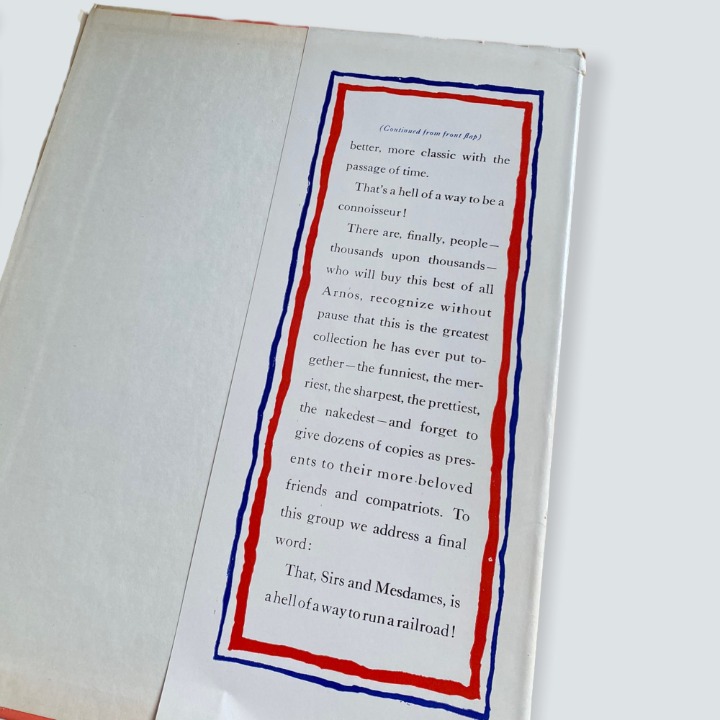 (Continued from front flap)
better, more classic with the
passage of time.
That's a hell of a way to be a
connoisseur!
There are, finally, people—
thousands upon thousands—
who will buy this best of all
Arnos, recognize without
pause that this is the greatest
collection he has ever put to-
gether—the funniest, the mer-
riest, the sharpest, the prettiest,
the nakedest—and forget to
give dozens of copies as pres-
ents to their more beloved
friends and compatriots. To
this group we address a final
word:
That, Sirs and Mesdames, is
a hell of a way to run a railroad!